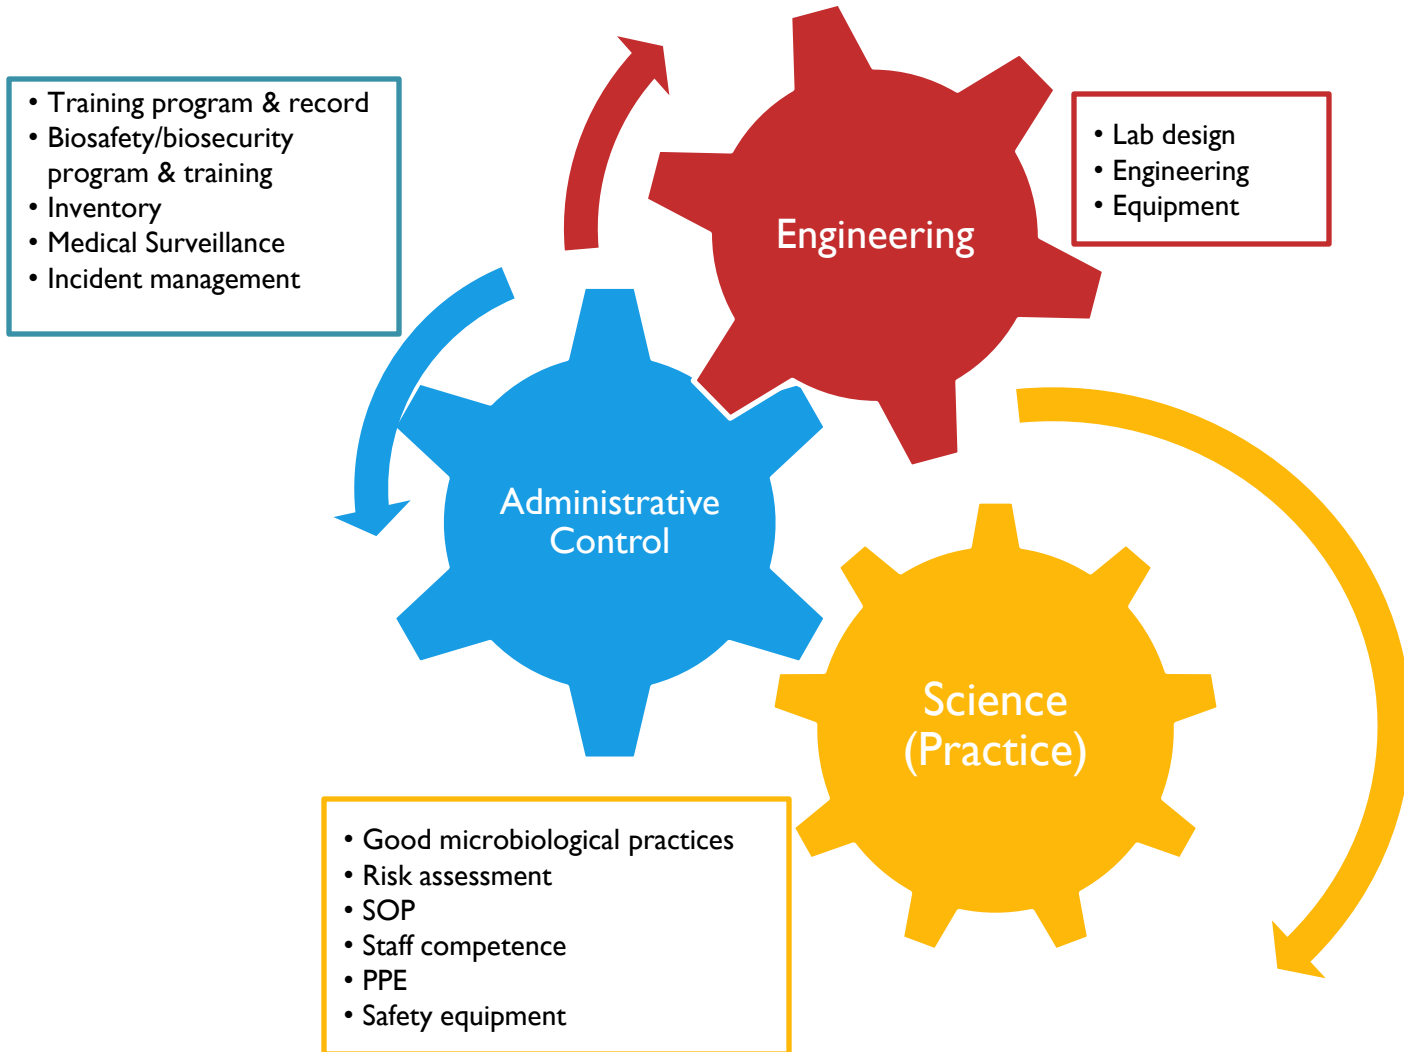 • Training program & record
• Biosafety/biosecurity
program & training
• Inventory
• Medical Surveillance
• Incident management
• Lab design
• Engineering
• Equipment
Engineering
Administrative
Control
Science
(Practice)
• Good microbiological practices
• Risk assessment
• SOP
• Staff competence
• PPE
• Safety equipment